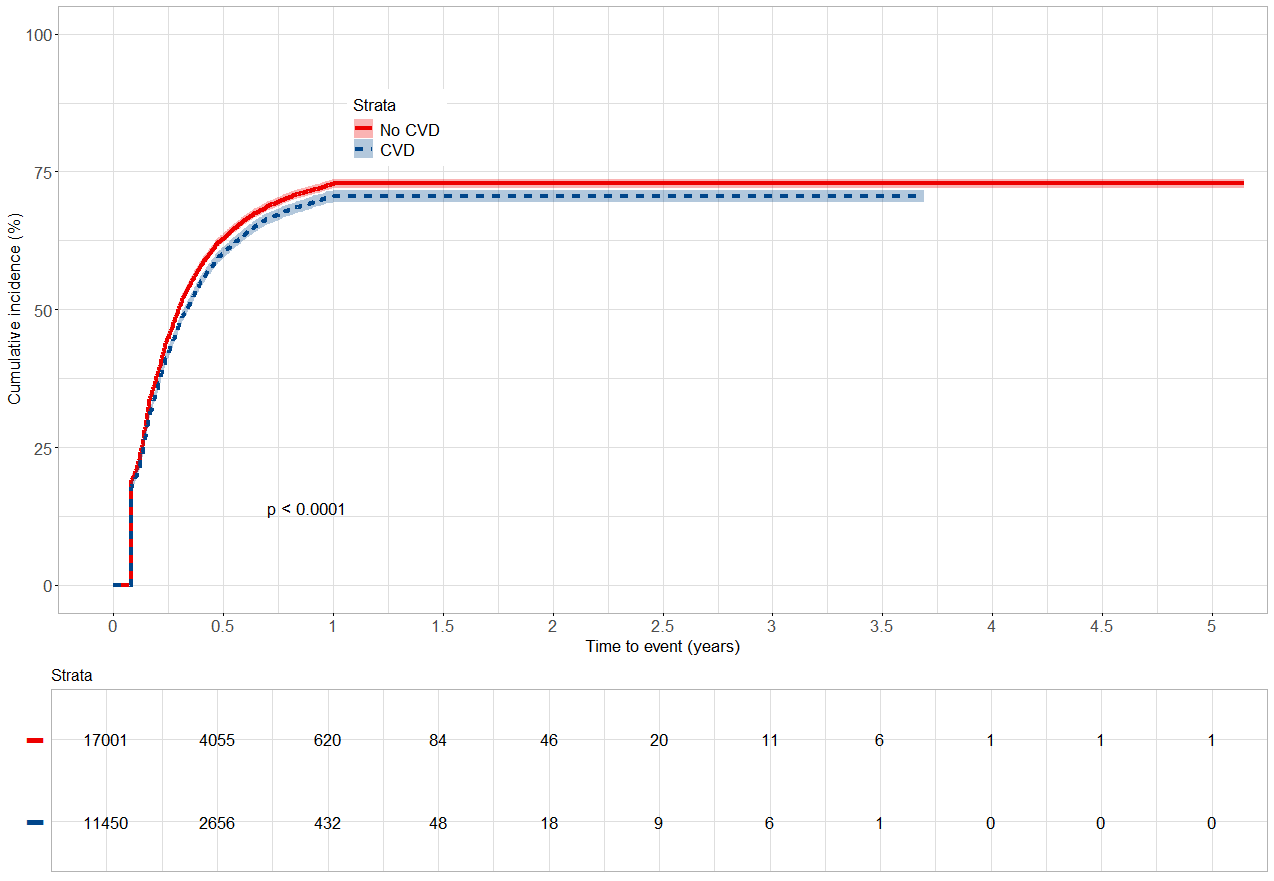 100
75
50
25
0
Cumulative incidence (%)
Strata
No CVD
CVD
p < 0.0001
0 0.5 1 1.5 2 2.5 3 3.5 4 4.5 5
Time to event (years)
Strata
17001 4055 620 84 46 20 11 6 1 1 1
11450 2656 432 48 18 9 6 1 0 0 0